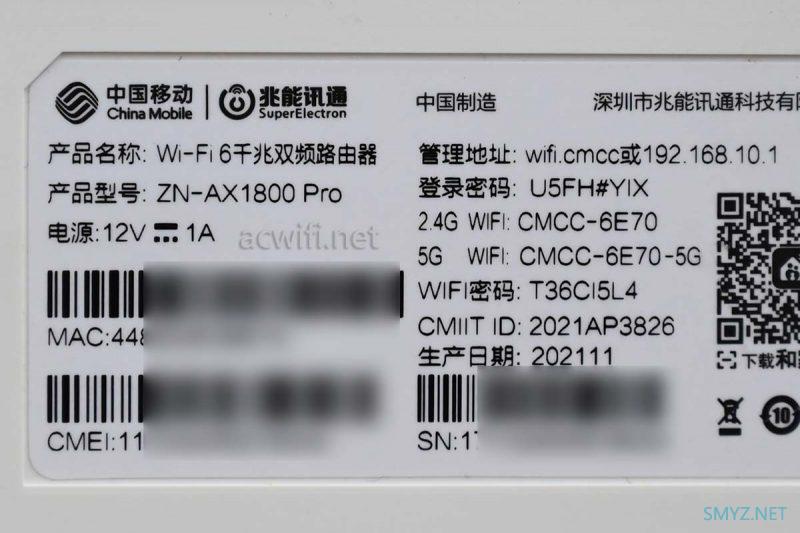 中国移动
China Mobile
兆能讯通
SuperElectron
产品名称: Wi-Fi 6千兆双频路由器
产品型号: ZN-AX1800 Pro
电源:12V 1A
acwifi.net
MAC:448
CMEI:11
中国制造
深圳市兆能讯通科技有限
管理地址: wifi.cmcc或192.168.10.1
登录密码: U5FH#YIX
2.4G WIFI: CMCC-6E70
5G WIFI: CMCC-6E70-5G
WIFI密码: T36CI5L4
CMIIT ID: 2021AP3826
生产日期: 202111
SN:17
下载和
10
SMYZ.NET